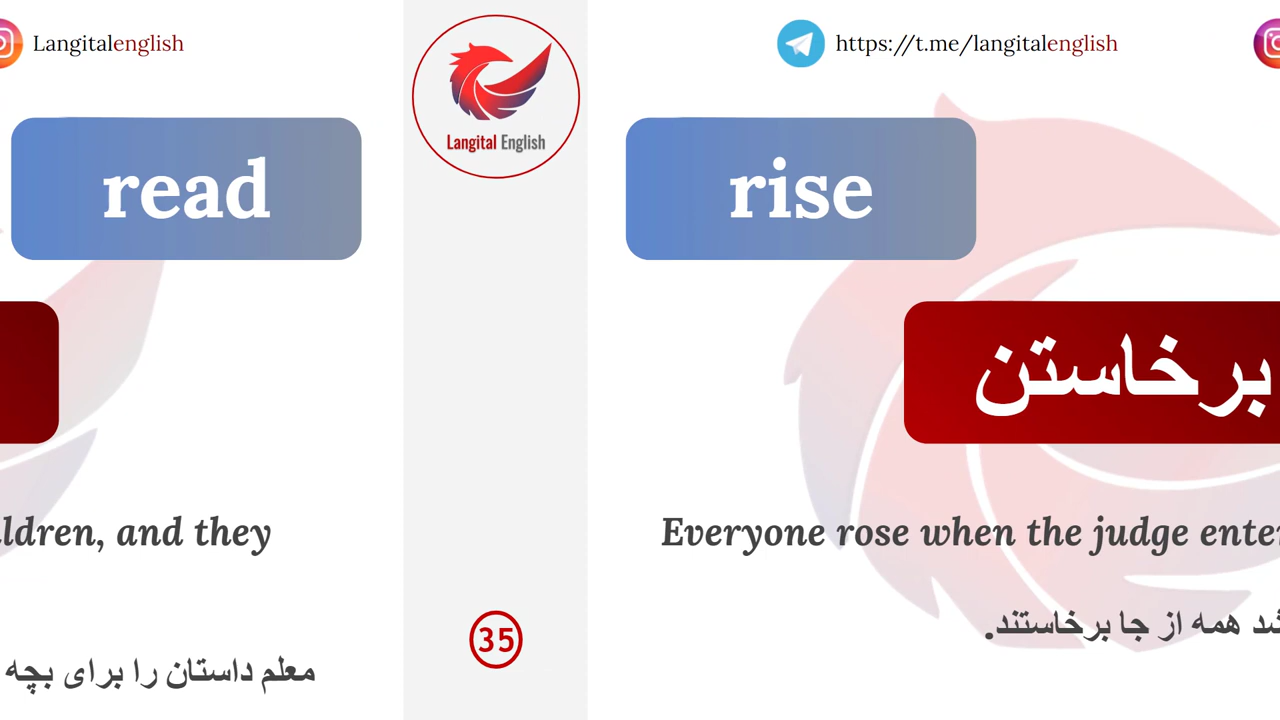 Langitalenglish
read
ldren, and they
معلم داستان را برای بچه
Langital English
35
https://t.me/langitalenglish
rise
برخاستن
Everyone rose when the judge enter
شد همه از جا برخاستند.